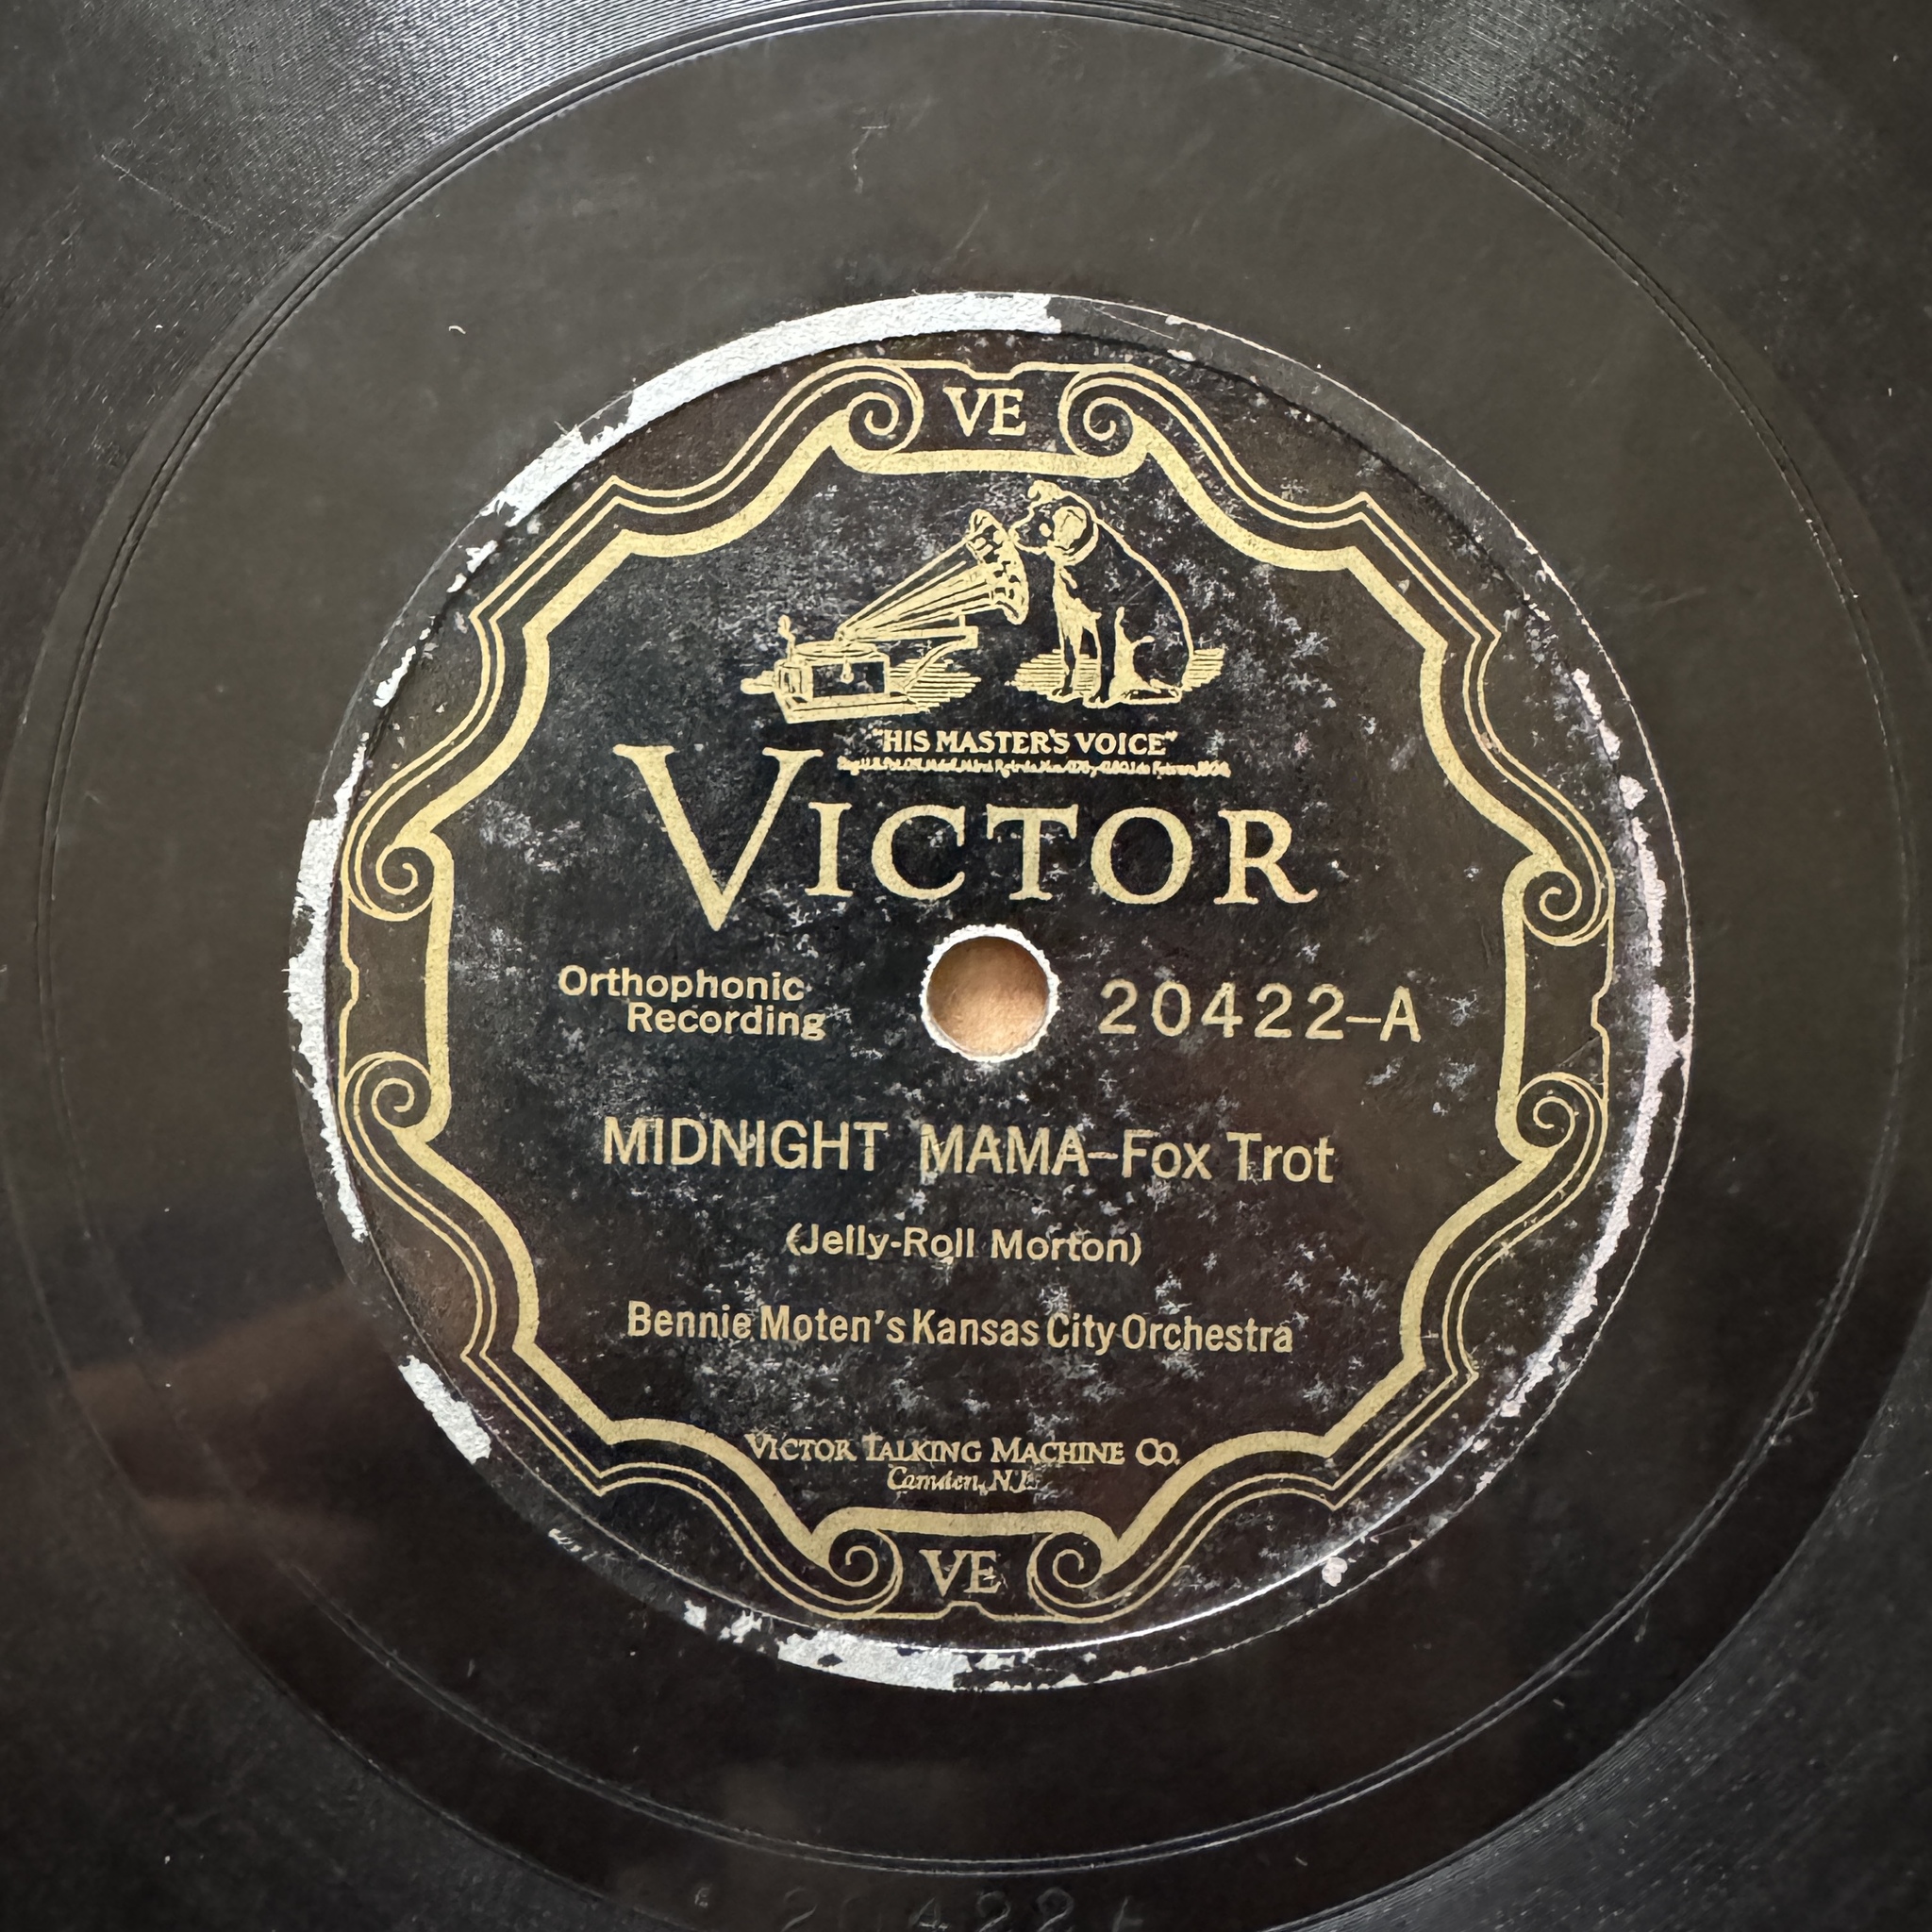 VE
"HIS MASTER'S VOICE"
VICTOR
Orthophonic
Recording
20422-A
MIDNIGHT MAMA-Fox Trot
(Jelly-Roll Morton)
Bennie Moten's Kansas City Orchestra
VICTOR TALKING MACHINE CO.
Camden, N.J.
VE